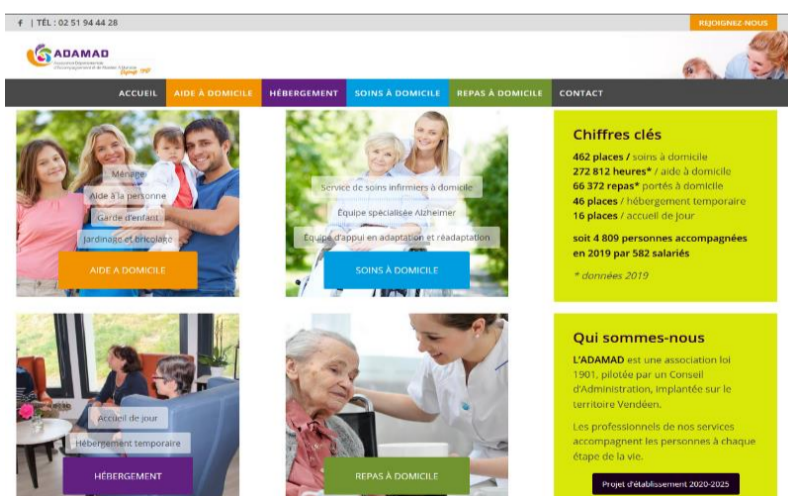 | TÉL : 02 51 94 44 28
REJOIGNEZ-NOUS
ADAMAD
ACCUEIL AIDE À DOMICILE HÉBERGEMENT SOINS À DOMICILE REPAS À DOMICILE CONTACT
Ménage
Aide à la personne
Garde d'enfant
Jardinage et bricolage
AIDE A DOMICILE
Service de soins infirmiers à domicile
Équipe spécialisée Alzheimer
Équipe d'appui en adaptation et réadaptation
SOINS À DOMICILE
Chiffres clés
462 places / soins à domicile
272 812 heures* / aide à domicile
66 372 repas* portés à domicile
46 places / hébergement temporaire
16 places / accueil de jour
soit 4 809 personnes accompagnées
en 2019 par 582 salariés
* données 2019
Accueil de jour
Hébergement temporaire
HÉBERGEMENT
REPAS À DOMICILE
Qui sommes-nous
L'ADAMAD est une association loi
1901, pilotée par un Conseil
d'Administration, implantée sur le
territoire Vendéen.
Les professionnels de nos services
accompagnent les personnes à chaque
étape de la vie.
Projet d'établissement 2020-2025